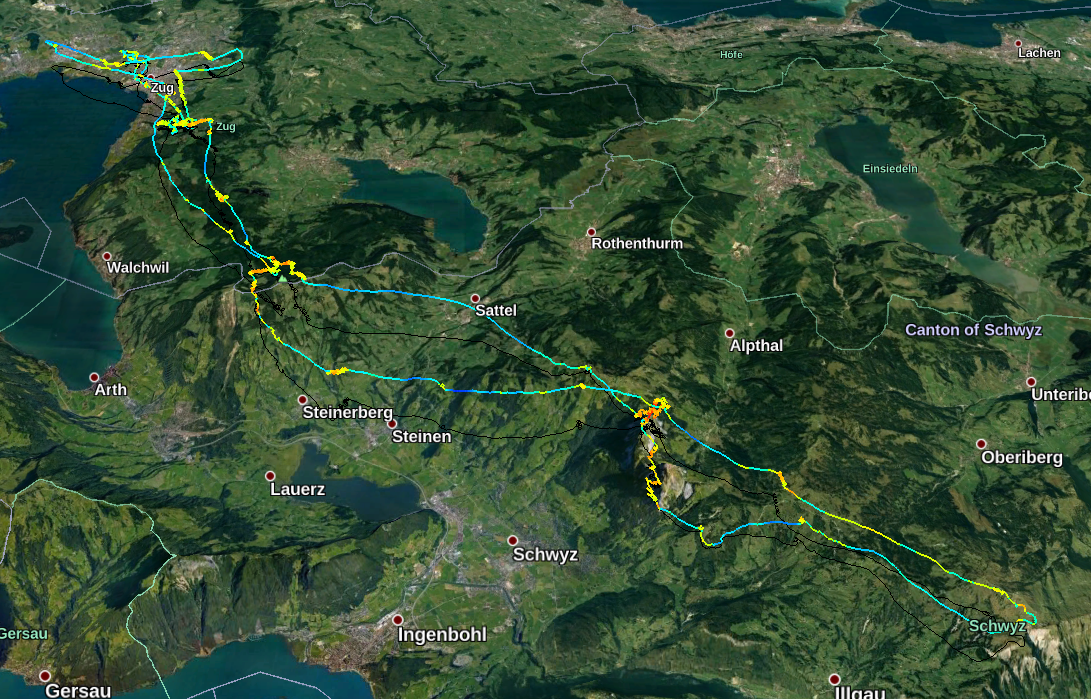 Lachen
Höfe
Zug
Zug
Einsiedeln
Rothenthurm
Walchwil
Sattel
Canton of Schwyz
Alpthal
Arth
Unteribe
Steinerberg
Steinen
Oberiberg
Lauerz
Schwyz
Schwyz
Ingenbohl
Gersau
Gersau
Illgau